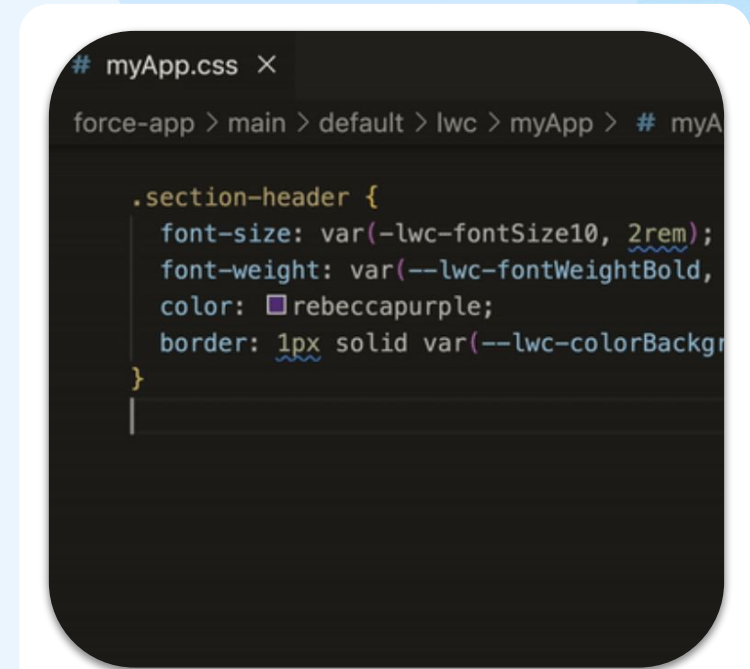 # myApp.css ×
force-app > main > default > lwc > myApp > # myA
.section-header {
font-size: var(-lwc-fontSize10, 2rem);
font-weight: var(--lwc-fontWeightBold,
color: rebeccapurple;
border: 1px solid var(--lwc-colorBackgr
}